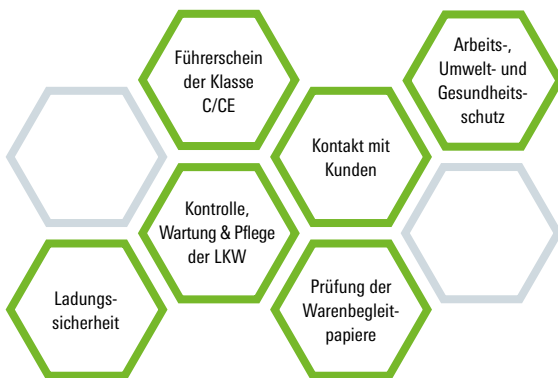 Führerschein
der Klasse
C/CE
Arbeits-,
Umwelt- und
Gesundheits-
schutz
Kontakt mit
Kunden
Kontrolle,
Wartung & Pflege
der LKW
Ladungs-
sicherheit
Prüfung der
Warenbegleit-
papiere